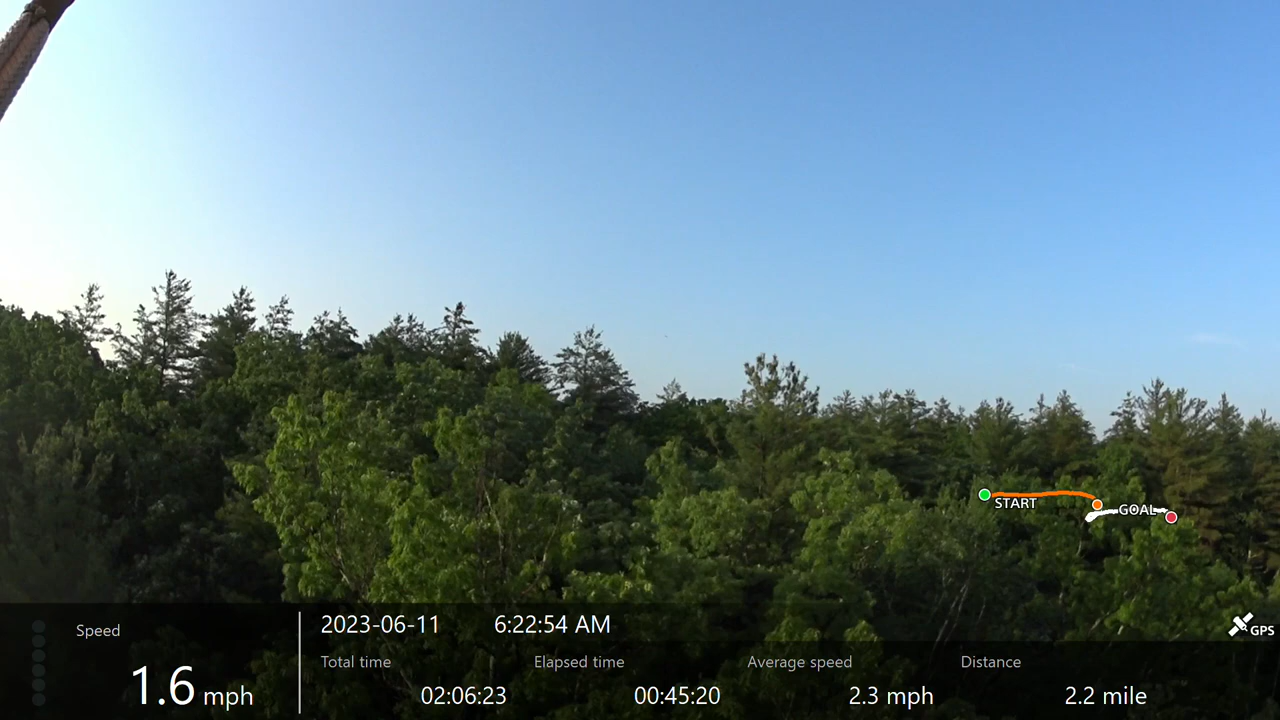 START
GOAL
GPS
Speed
1.6 mph
2023-06-11 6:22:54 AM
Total time Elapsed time Average speed Distance
02:06:23 00:45:20 2.3 mph 2.2 mile